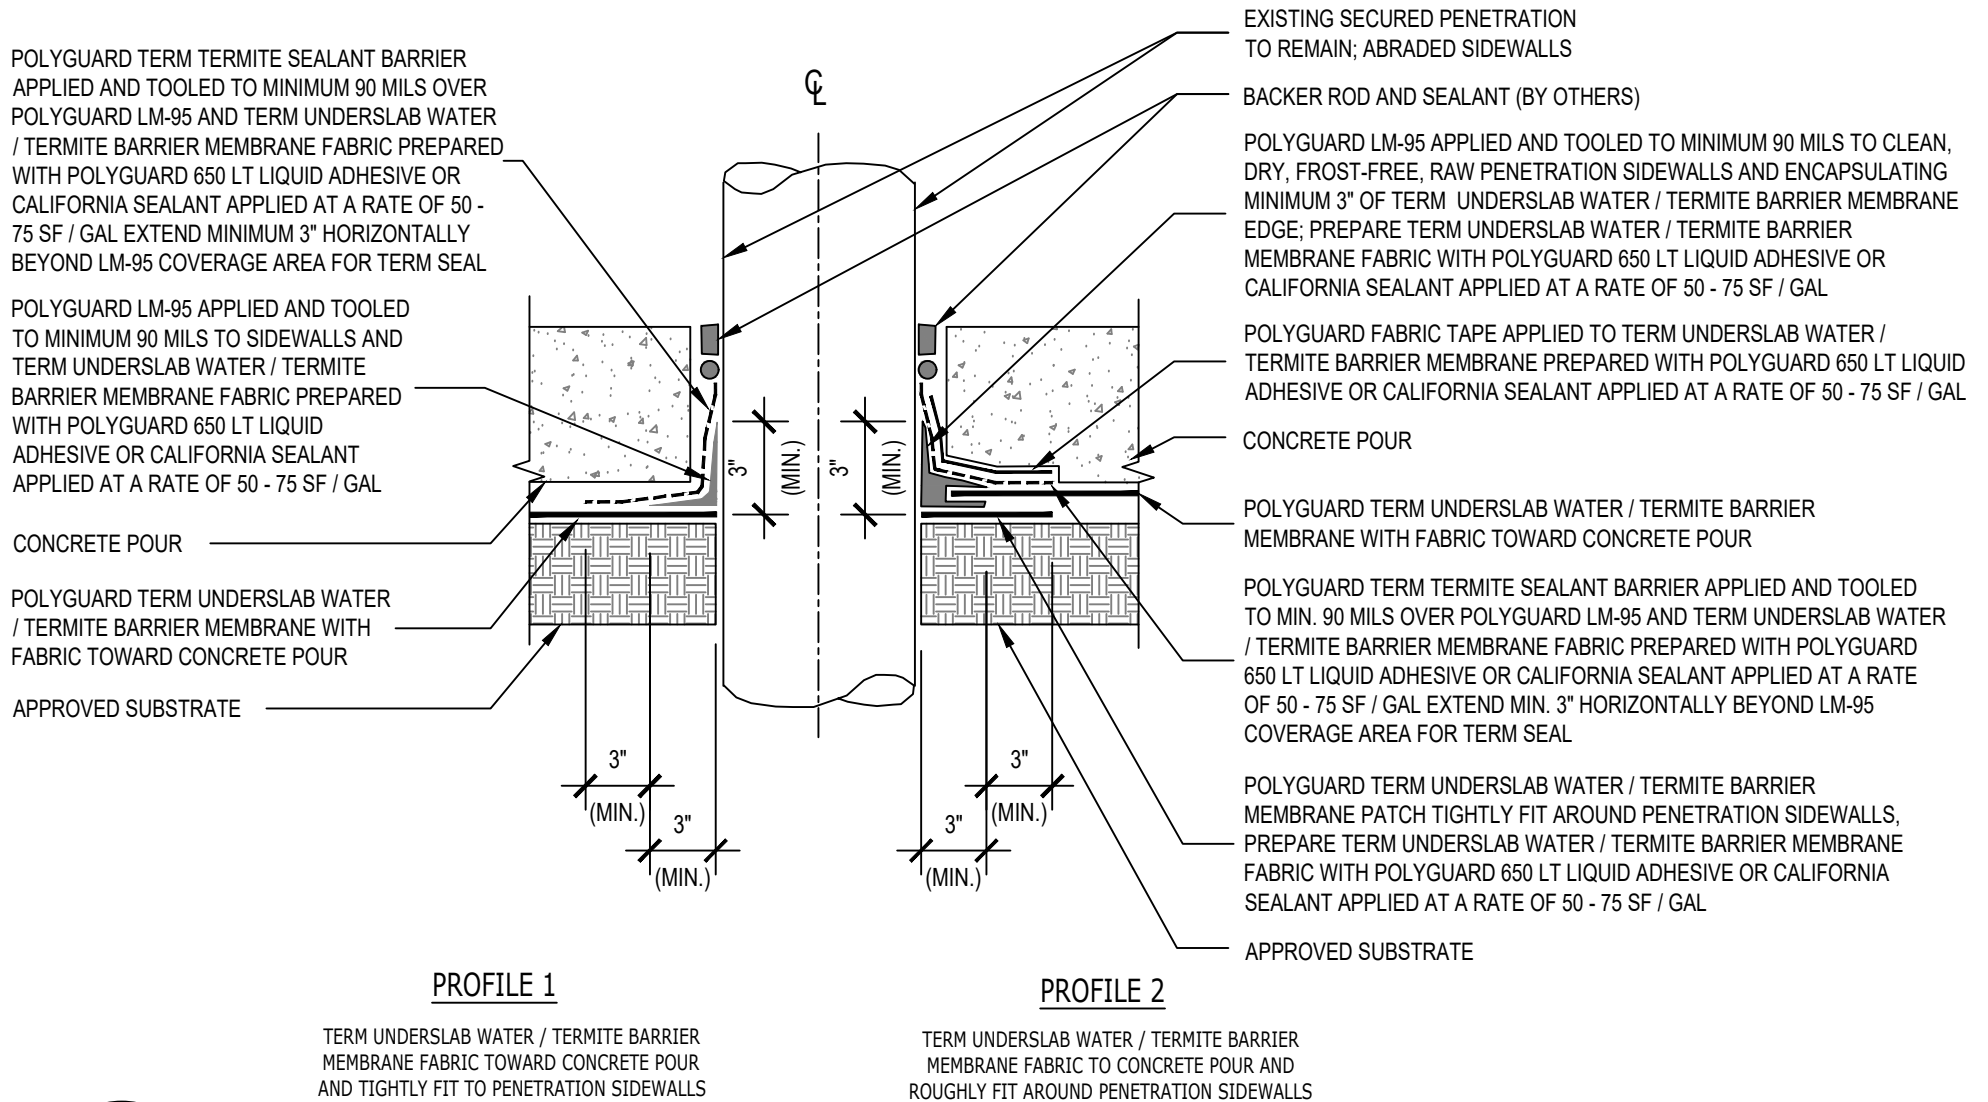 POLYGUARD TERM TERMITE SEALANT BARRIER
APPLIED AND TOOLED TO MINIMUM 90 MILS OVER
POLYGUARD LM-95 AND TERM UNDERSLAB WATER
/ TERMITE BARRIER MEMBRANE FABRIC PREPARED
WITH POLYGUARD 650 LT LIQUID ADHESIVE OR
CALIFORNIA SEALANT APPLIED AT A RATE OF 50 -
75 SF / GAL EXTEND MINIMUM 3" HORIZONTALLY
BEYOND LM-95 COVERAGE AREA FOR TERM SEAL
POLYGUARD LM-95 APPLIED AND TOOLED
TO MINIMUM 90 MILS TO SIDEWALLS AND
TERM UNDERSLAB WATER / TERMITE
BARRIER MEMBRANE FABRIC PREPARED
WITH POLYGUARD 650 LT LIQUID
ADHESIVE OR CALIFORNIA SEALANT
APPLIED AT A RATE OF 50 - 75 SF / GAL
CONCRETE POUR
POLYGUARD TERM UNDERSLAB WATER
/ TERMITE BARRIER MEMBRANE WITH
FABRIC TOWARD CONCRETE POUR
APPROVED SUBSTRATE
℄
3"
(MIN.)
3"
(MIN.)
3"
(MIN.)
3"
(MIN.)
3"
(MIN.)
3"
(MIN.)
EXISTING SECURED PENETRATION
TO REMAIN; ABRADED SIDEWALLS
BACKER ROD AND SEALANT (BY OTHERS)
POLYGUARD LM-95 APPLIED AND TOOLED TO MINIMUM 90 MILS TO CLEAN,
DRY, FROST-FREE, RAW PENETRATION SIDEWALLS AND ENCAPSULATING
MINIMUM 3" OF TERM UNDERSLAB WATER / TERMITE BARRIER MEMBRANE
EDGE; PREPARE TERM UNDERSLAB WATER / TERMITE BARRIER
MEMBRANE FABRIC WITH POLYGUARD 650 LT LIQUID ADHESIVE OR
CALIFORNIA SEALANT APPLIED AT A RATE OF 50 - 75 SF / GAL
POLYGUARD FABRIC TAPE APPLIED TO TERM UNDERSLAB WATER /
TERMITE BARRIER MEMBRANE PREPARED WITH POLYGUARD 650 LT LIQUID
ADHESIVE OR CALIFORNIA SEALANT APPLIED AT A RATE OF 50 - 75 SF / GAL
CONCRETE POUR
POLYGUARD TERM UNDERSLAB WATER / TERMITE BARRIER
MEMBRANE WITH FABRIC TOWARD CONCRETE POUR
POLYGUARD TERM TERMITE SEALANT BARRIER APPLIED AND TOOLED
TO MIN. 90 MILS OVER POLYGUARD LM-95 AND TERM UNDERSLAB WATER
/ TERMITE BARRIER MEMBRANE FABRIC PREPARED WITH POLYGUARD
650 LT LIQUID ADHESIVE OR CALIFORNIA SEALANT APPLIED AT A RATE
OF 50 - 75 SF / GAL EXTEND MIN. 3" HORIZONTALLY BEYOND LM-95
COVERAGE AREA FOR TERM SEAL
POLYGUARD TERM UNDERSLAB WATER / TERMITE BARRIER
MEMBRANE PATCH TIGHTLY FIT AROUND PENETRATION SIDEWALLS,
PREPARE TERM UNDERSLAB WATER / TERMITE BARRIER MEMBRANE
FABRIC WITH POLYGUARD 650 LT LIQUID ADHESIVE OR CALIFORNIA
SEALANT APPLIED AT A RATE OF 50 - 75 SF / GAL
APPROVED SUBSTRATE
PROFILE 1
TERM UNDERSLAB WATER / TERMITE BARRIER
MEMBRANE FABRIC TOWARD CONCRETE POUR
AND TIGHTLY FIT TO PENETRATION SIDEWALLS
PROFILE 2
TERM UNDERSLAB WATER / TERMITE BARRIER
MEMBRANE FABRIC TO CONCRETE POUR AND
ROUGHLY FIT AROUND PENETRATION SIDEWALLS